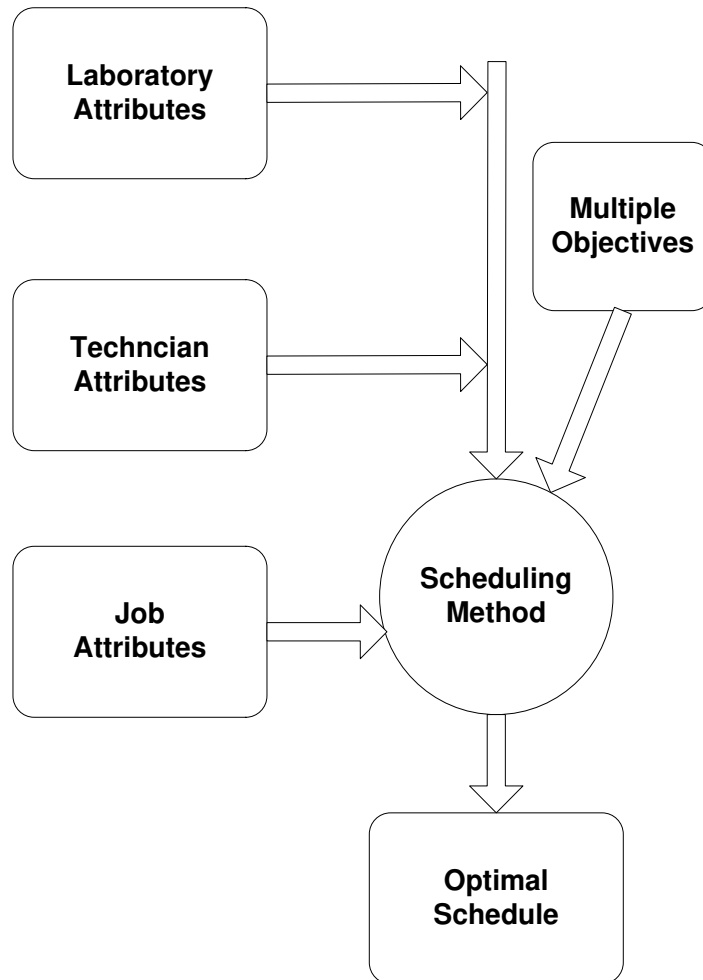 Laboratory
Attributes
Multiple
Objectives
Techncian
Attributes
Scheduling
Method
Job
Attributes
Optimal
Schedule